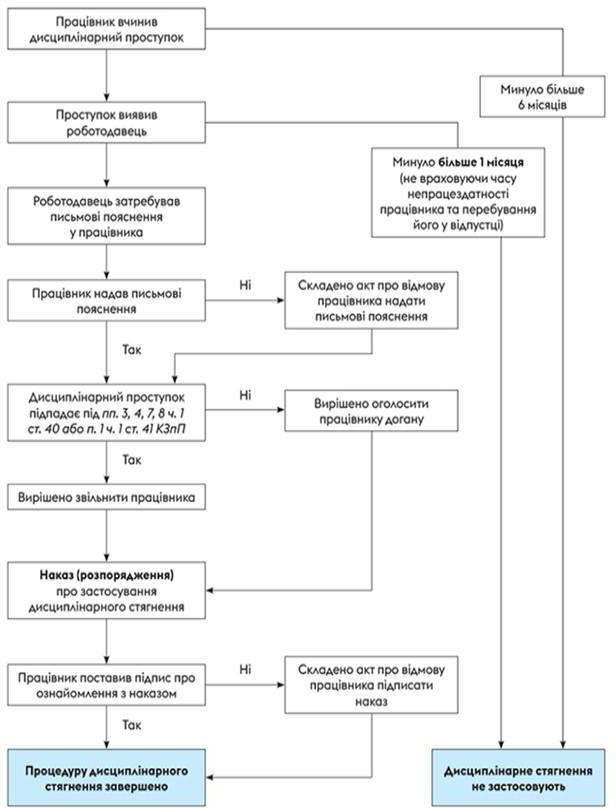 Працівник вчинив
дисциплінарний проступок
Минуло більше
6 місяців
Проступок виявив
роботодавець
Минуло більше 1 місяця
(не враховуючи часу
непрацездатності
працівника та перебування
його у відпустці)
Роботодавець затребував
письмові пояснення
у працівника
Працівник надав письмові
пояснення
Ні
Складено акт про відмову
працівника надати
письмові пояснення
Так
Дисциплінарний проступок
підпадає під пп. 3, 4, 7, 8 ч. 1
ст. 40 або п. 1 ч. 1 ст. 41 КЗпП
Ні
Вирішено оголосити
працівнику догану
Так
Вирішено звільнити працівника
Наказ (розпорядження)
про застосування
дисциплінарного стягнення
Працівник поставив підпис про
ознайомлення з наказом
Ні
Складено акт про відмову
працівника підписати
наказ
Так
Процедуру дисциплінарного
стягнення завершено
Дисциплінарне стягнення
не застосовують